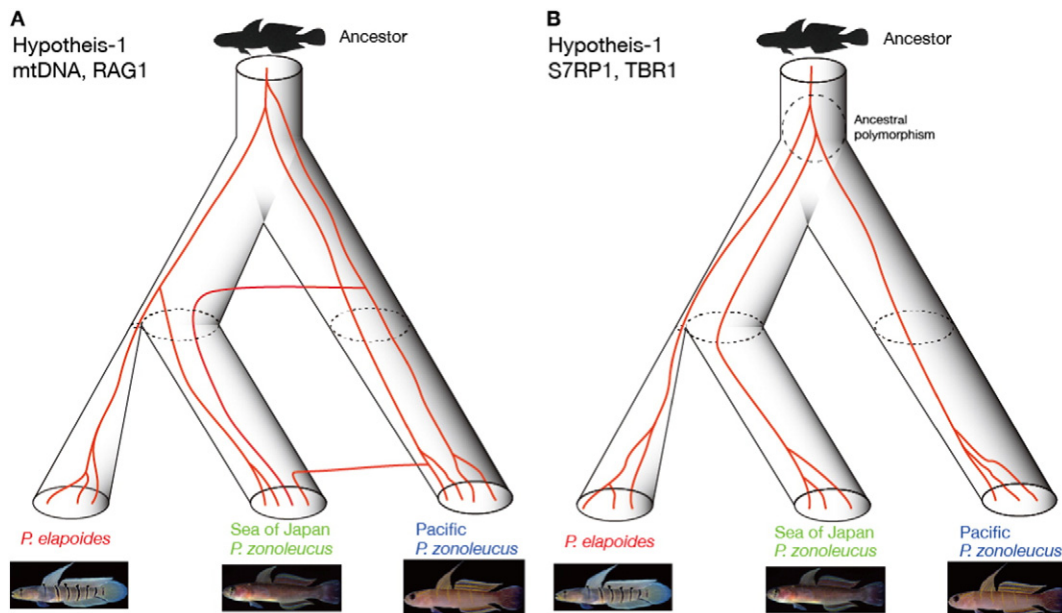 A
Hypotheis-1
mtDNA, RAG1
Ancestor
P. elapoides
Sea of Japan
P. zonoleucus
Pacific
P. zonoleucus
B
Hypotheis-1
S7RP1, TBR1
Ancestor
Ancestral
polymorphism
P. elapoides
Sea of Japan
P. zonoleucus
Pacific
P. zonoleucus